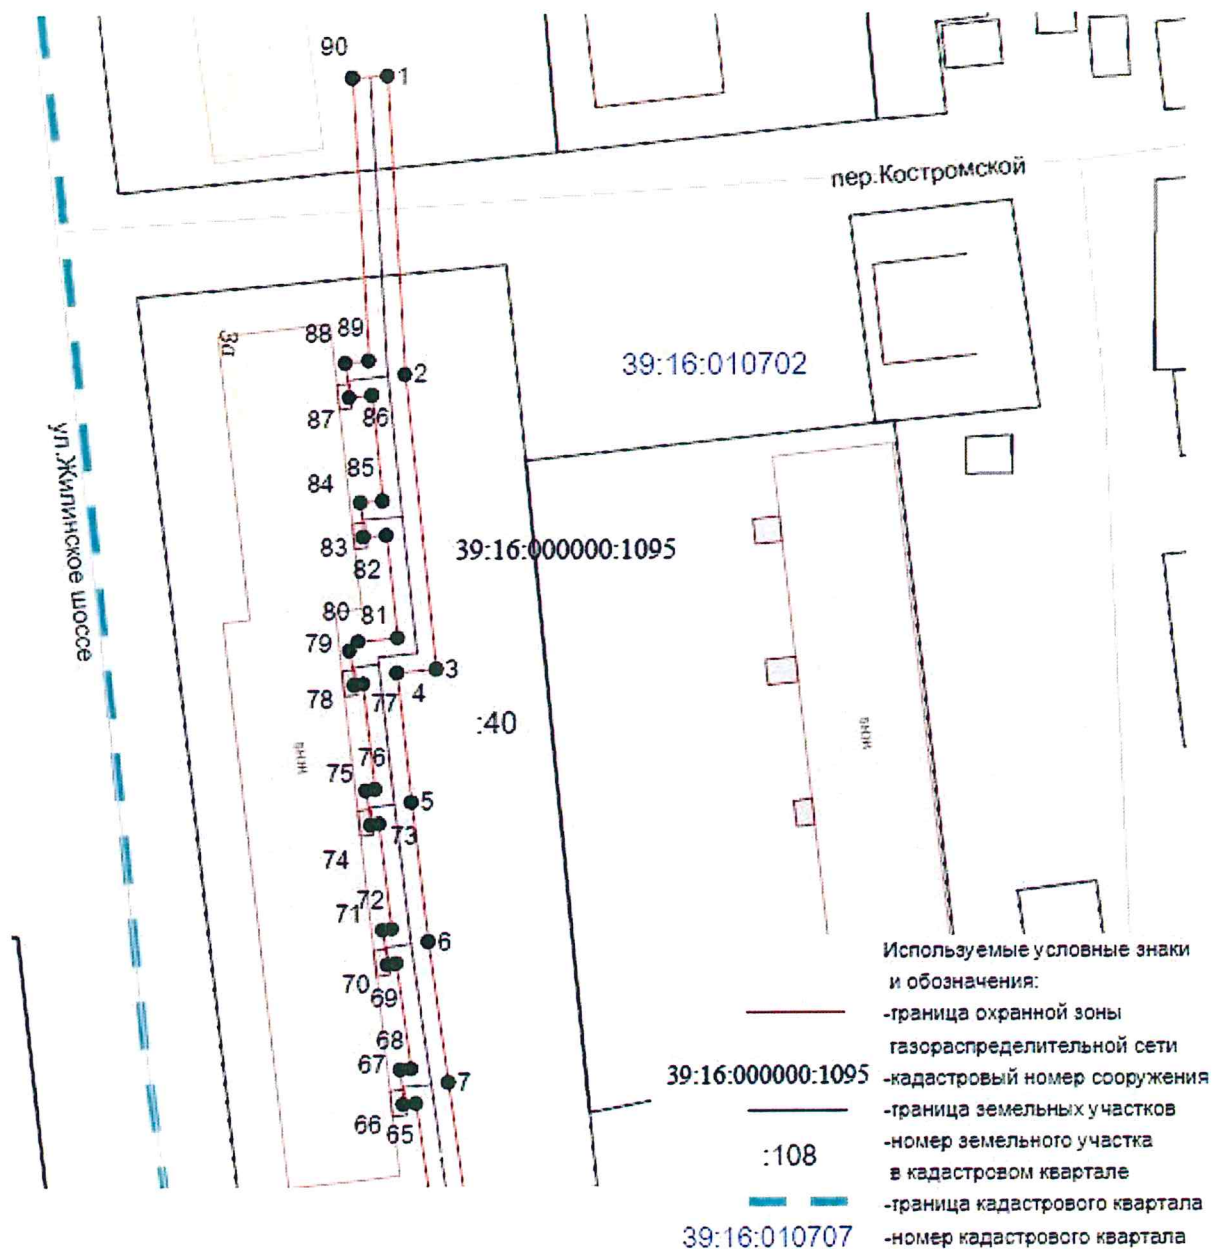 90
1
пер.Костромской
3а
88 89
2
39:16:010702
87 86
ул.Жилинское шоссе
84 85
83
82
39:16:000000:1095
80 81
79
3
78 77 4
:40
76
75
5
73
74
72
71
6
70
69
68
67
7
66 65
Используемые условные знаки
и обозначения:
-граница охранной зоны
газораспределительной сети
39:16:000000:1095 -кадастровый номер сооружения
-граница земельных участков
:108 -номер земельного участка
в кадастровом квартале
-граница кадастрового квартала
39:16:010707 -номер кадастрового квартала